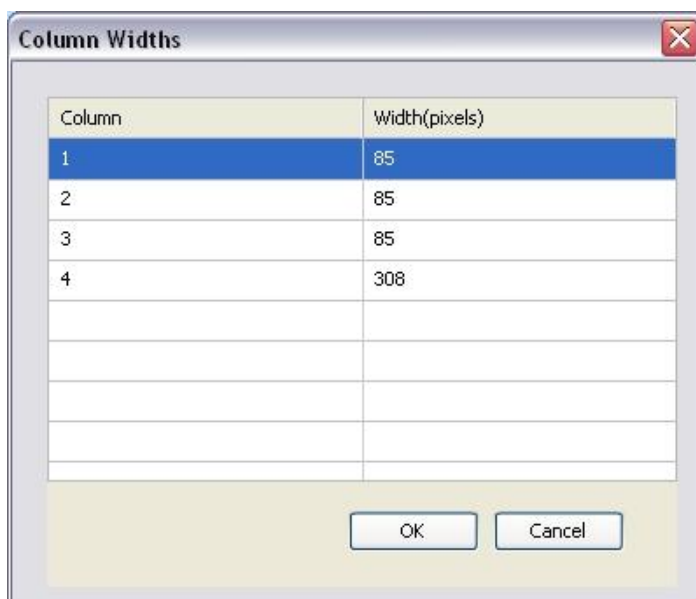 Column Widths
Column Width(pixels)
1 85
2 85
3 85
4 308
OK Cancel